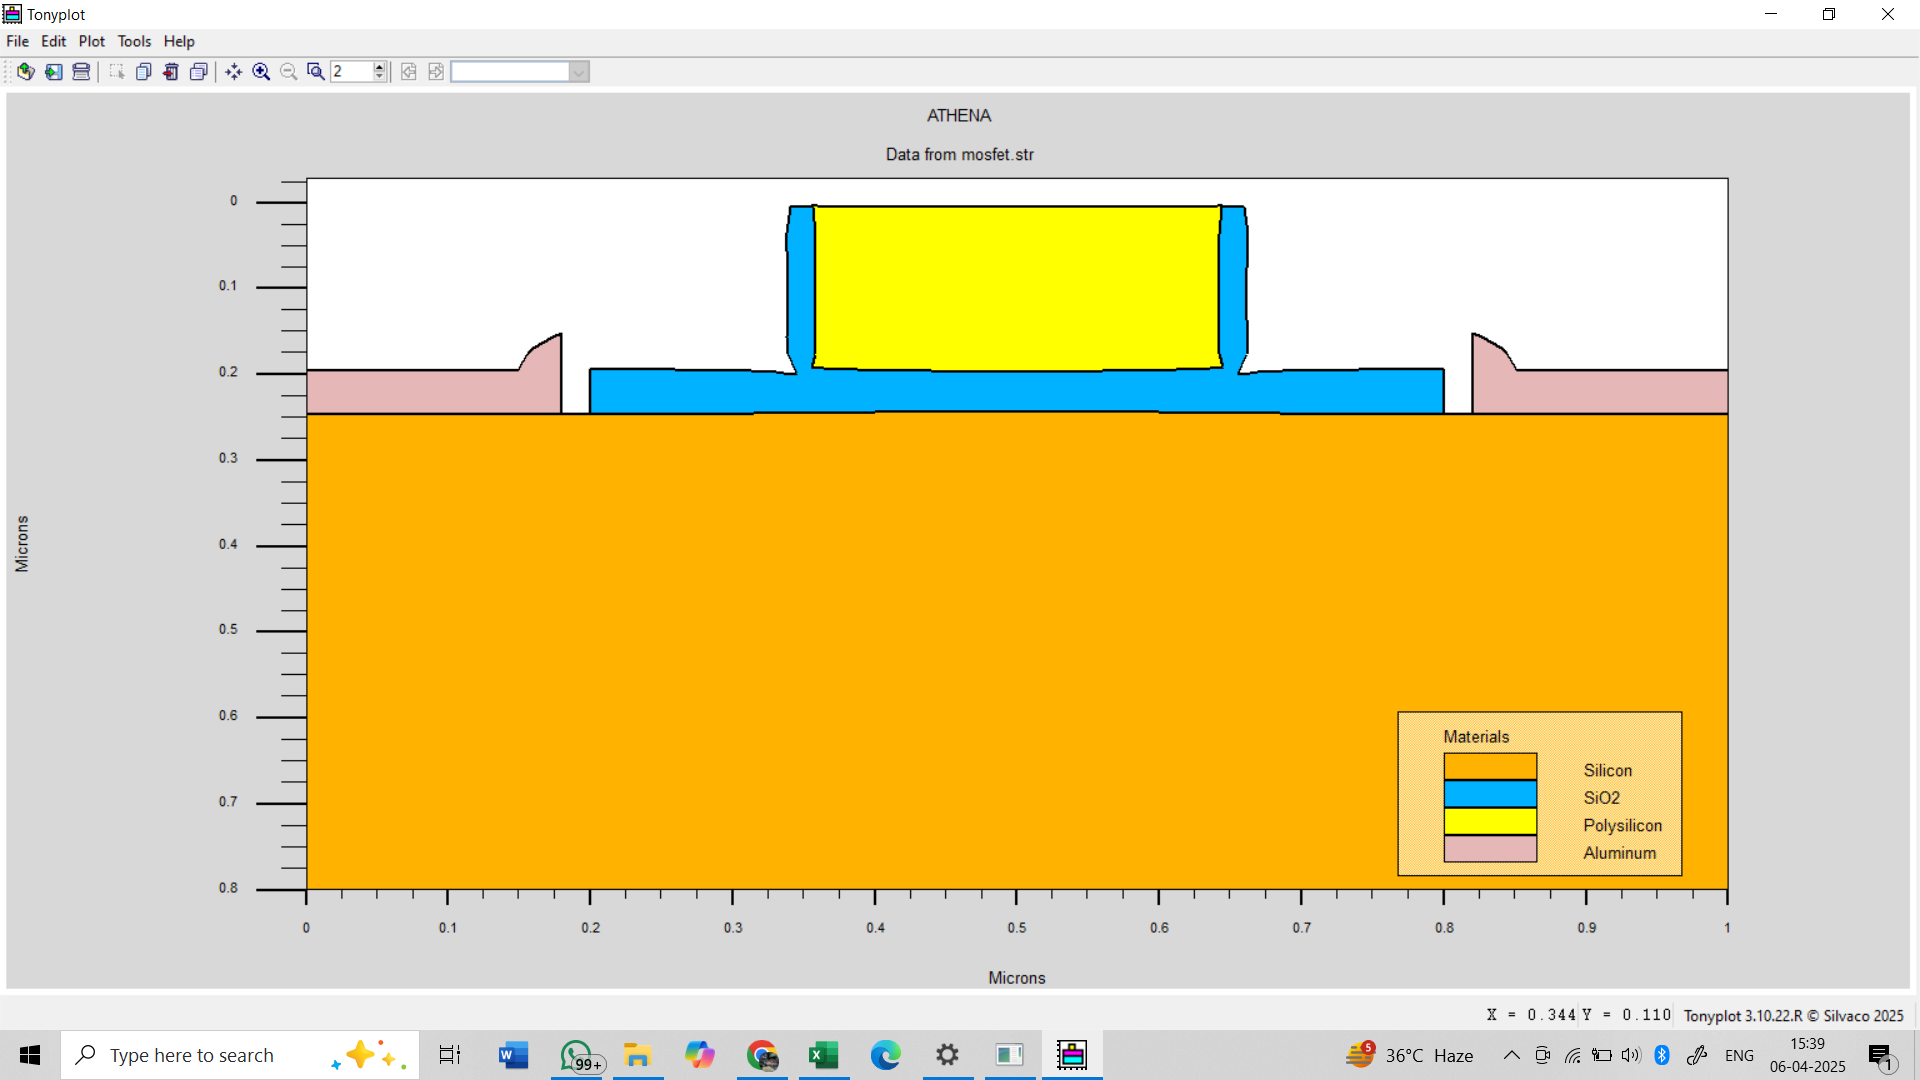 Tonyplot
File Edit Plot Tools Help
2
ATHENA
Data from mosfet.str
0
0.1
0.2
0.3
0.4
0.5
0.6
0.7
0.8
Microns
Materials
Silicon
SiO2
Polysilicon
Aluminum
0 0.1 0.2 0.3 0.4 0.5 0.6 0.7 0.8 0.9 1
Microns
X = 0.344 Y = 0.110 Tonyplot 3.10.22.R © Silvaco 2025
Type here to search
W
99+
X
5
36°C Haze
ENG
15:39
06-04-2025
1